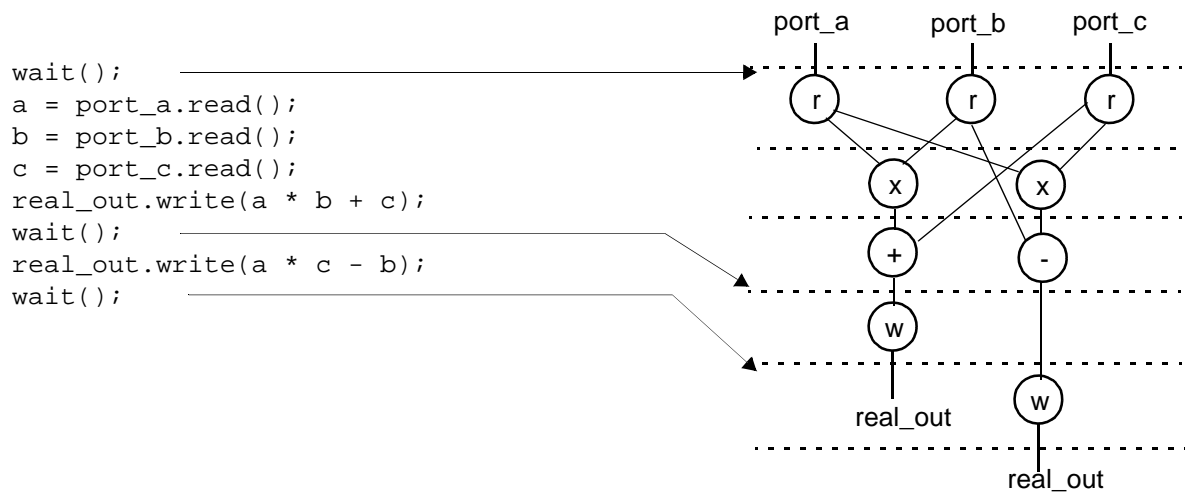 port_a port_b port_c
wait();
a = port_a.read();
b = port_b.read();
c = port_c.read();
real_out.write(a * b + c);
wait();
real_out.write(a * c - b);
wait();
r r r
x x
+ -
w
w
real_out
real_out